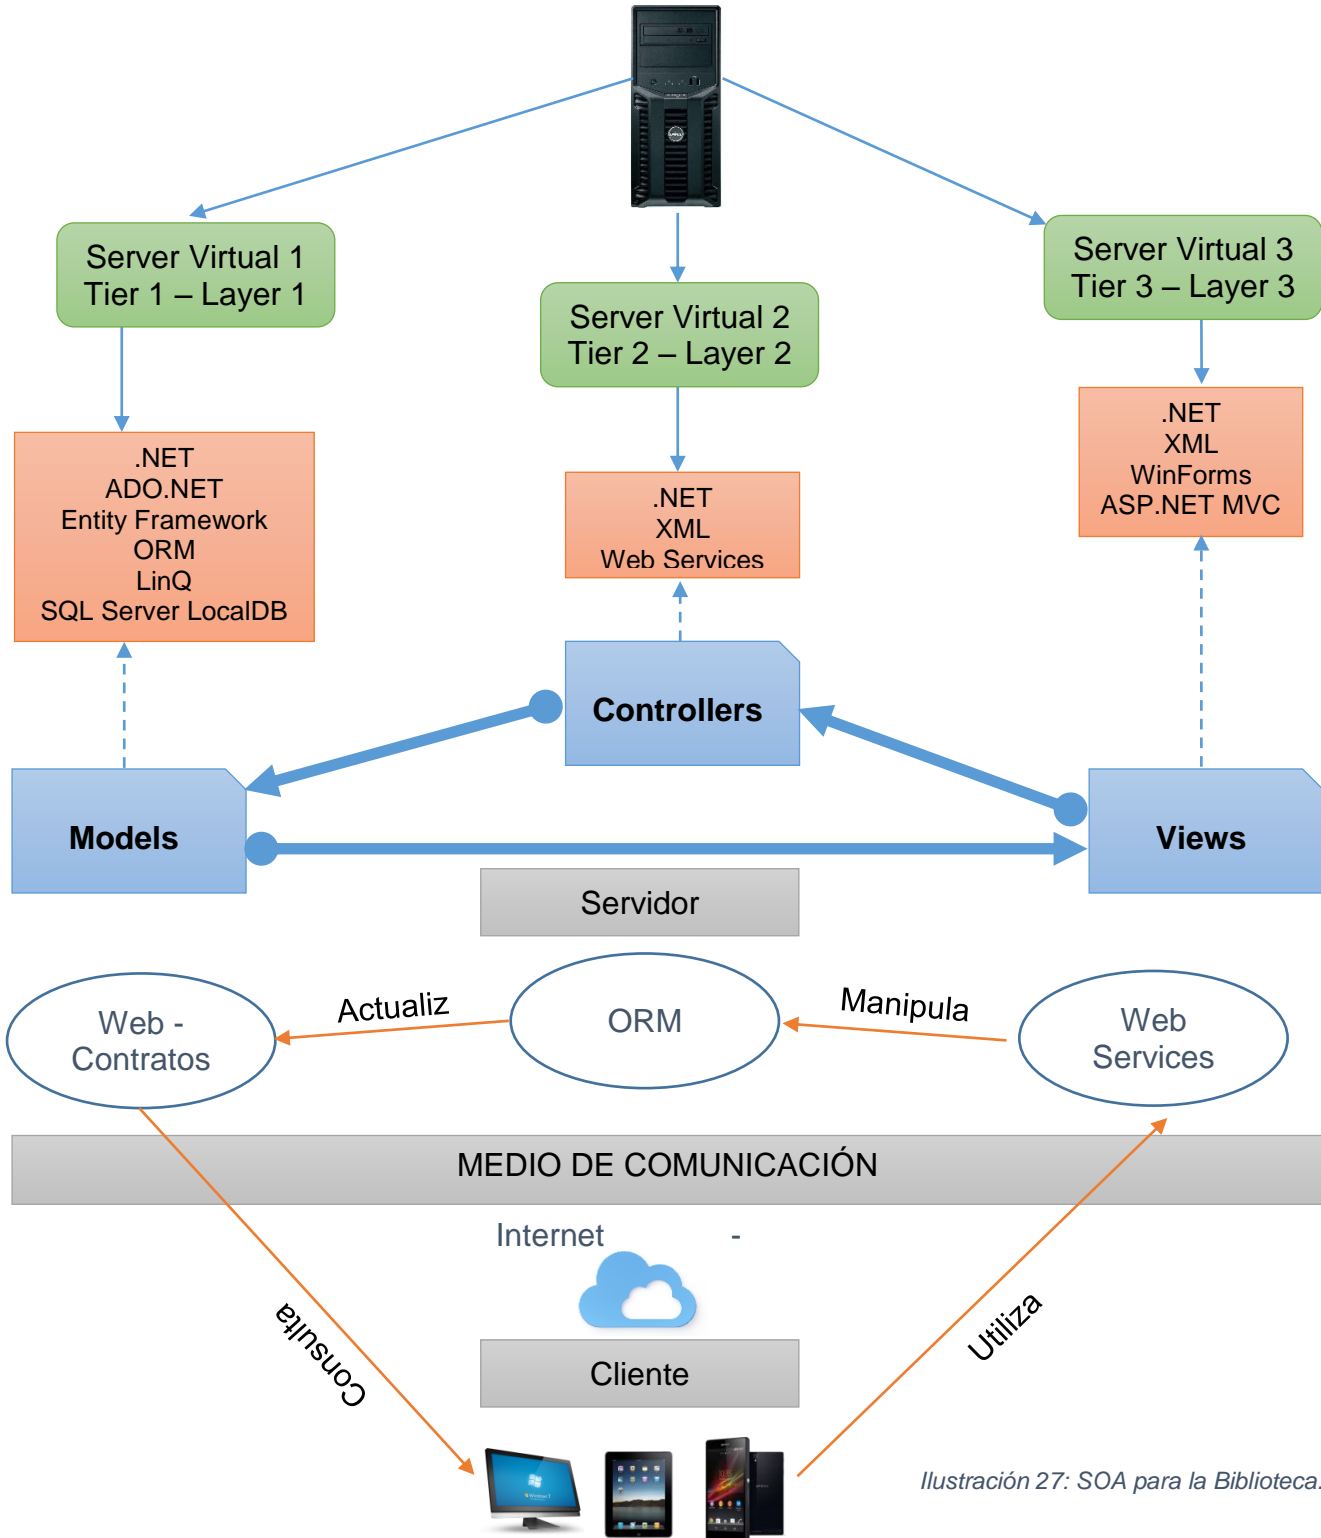 Server Virtual 1
Tier 1 – Layer 1
Server Virtual 2
Tier 2 – Layer 2
Server Virtual 3
Tier 3 – Layer 3
.NET
ADO.NET
Entity Framework
ORM
LinQ
SQL Server LocalDB
.NET
XML
Web Services
.NET
XML
WinForms
ASP.NET MVC
Models
Controllers
Views
Servidor
Web -
Contratos
Actualiz
ORM
Manipula
Web
Services
MEDIO DE COMUNICACIÓN
Internet -
Consulta
Utiliza
Cliente
Ilustración 27: SOA para la Biblioteca.